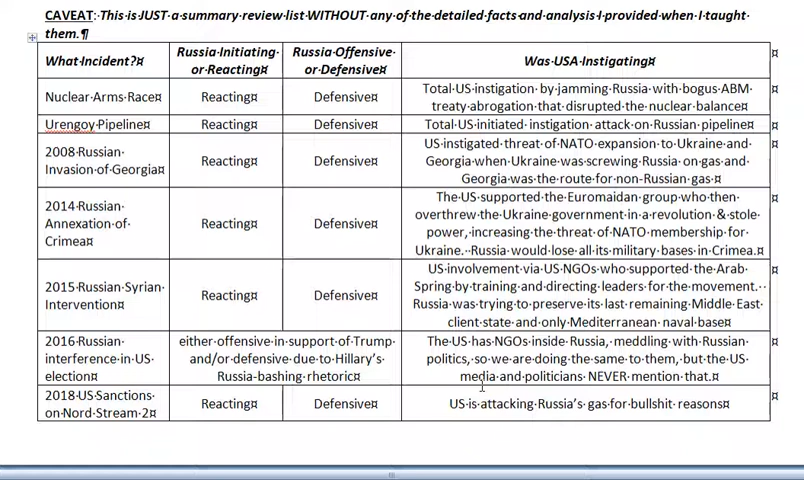 CAVEAT: This is JUST a summary review list WITHOUT any of the detailed facts and analysis I provided when I taught
them.¶
What Incident?¤
Russia Initiating
or Reacting¤
Russia Offensive
or Defensive¤
Was USA Instigating¤
Nuclear Arms Race¤
Reacting¤
Defensive¤
Total US instigation by jamming Russia with bogus ABM
treaty abrogation that disrupted the nuclear balance¤
Urengoy Pipeline¤
Reacting¤
Defensive¤
Total US initiated instigation attack on Russian pipeline¤
2008 Russian
Invasion of Georgia¤
Reacting¤
Defensive¤
US instigated threat of NATO expansion to Ukraine and
Georgia when Ukraine was screwing Russia on gas and
Georgia was the route for non-Russian gas¤
2014 Russian
Annexation of
Crimea¤
Reacting¤
Defensive¤
The US supported the Euromaidan group who then
overthrew the Ukraine government in a revolution & stole
power, increasing the threat of NATO membership for
Ukraine. Russia would lose all its military bases in Crimea.¤
2015 Russian Syrian
Intervention¤
Reacting¤
Defensive¤
US involvement via US NGOs who supported the Arab
Spring by training and directing leaders for the movement.
Russia was trying to preserve its last remaining Middle East
client state and only Mediterranean naval base¤
2016 Russian
interference in US
election¤
either offensive in support of Trump
and/or defensive due to Hillary's
Russia-bashing rhetoric¤
The US has NGOs inside Russia, meddling with Russian
politics, so we are doing the same to them, but the US
media and politicians NEVER mention that.¤
2018 US Sanctions
on Nord Stream 2¤
Reacting¤
Defensive¤
US is attacking Russia's gas for bullshit reasons¤